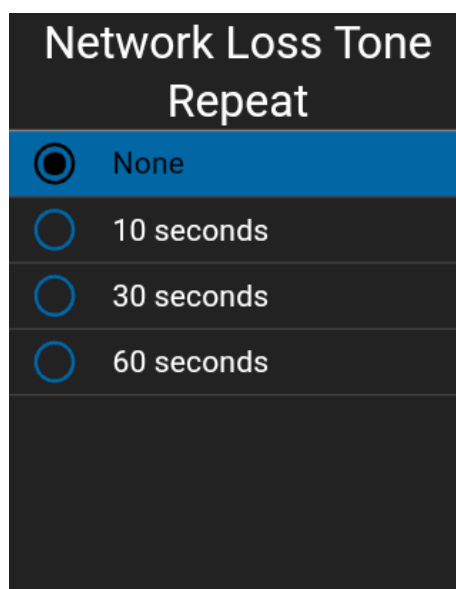 Network Loss Tone
Repeat
None
10 seconds
30 seconds
60 seconds